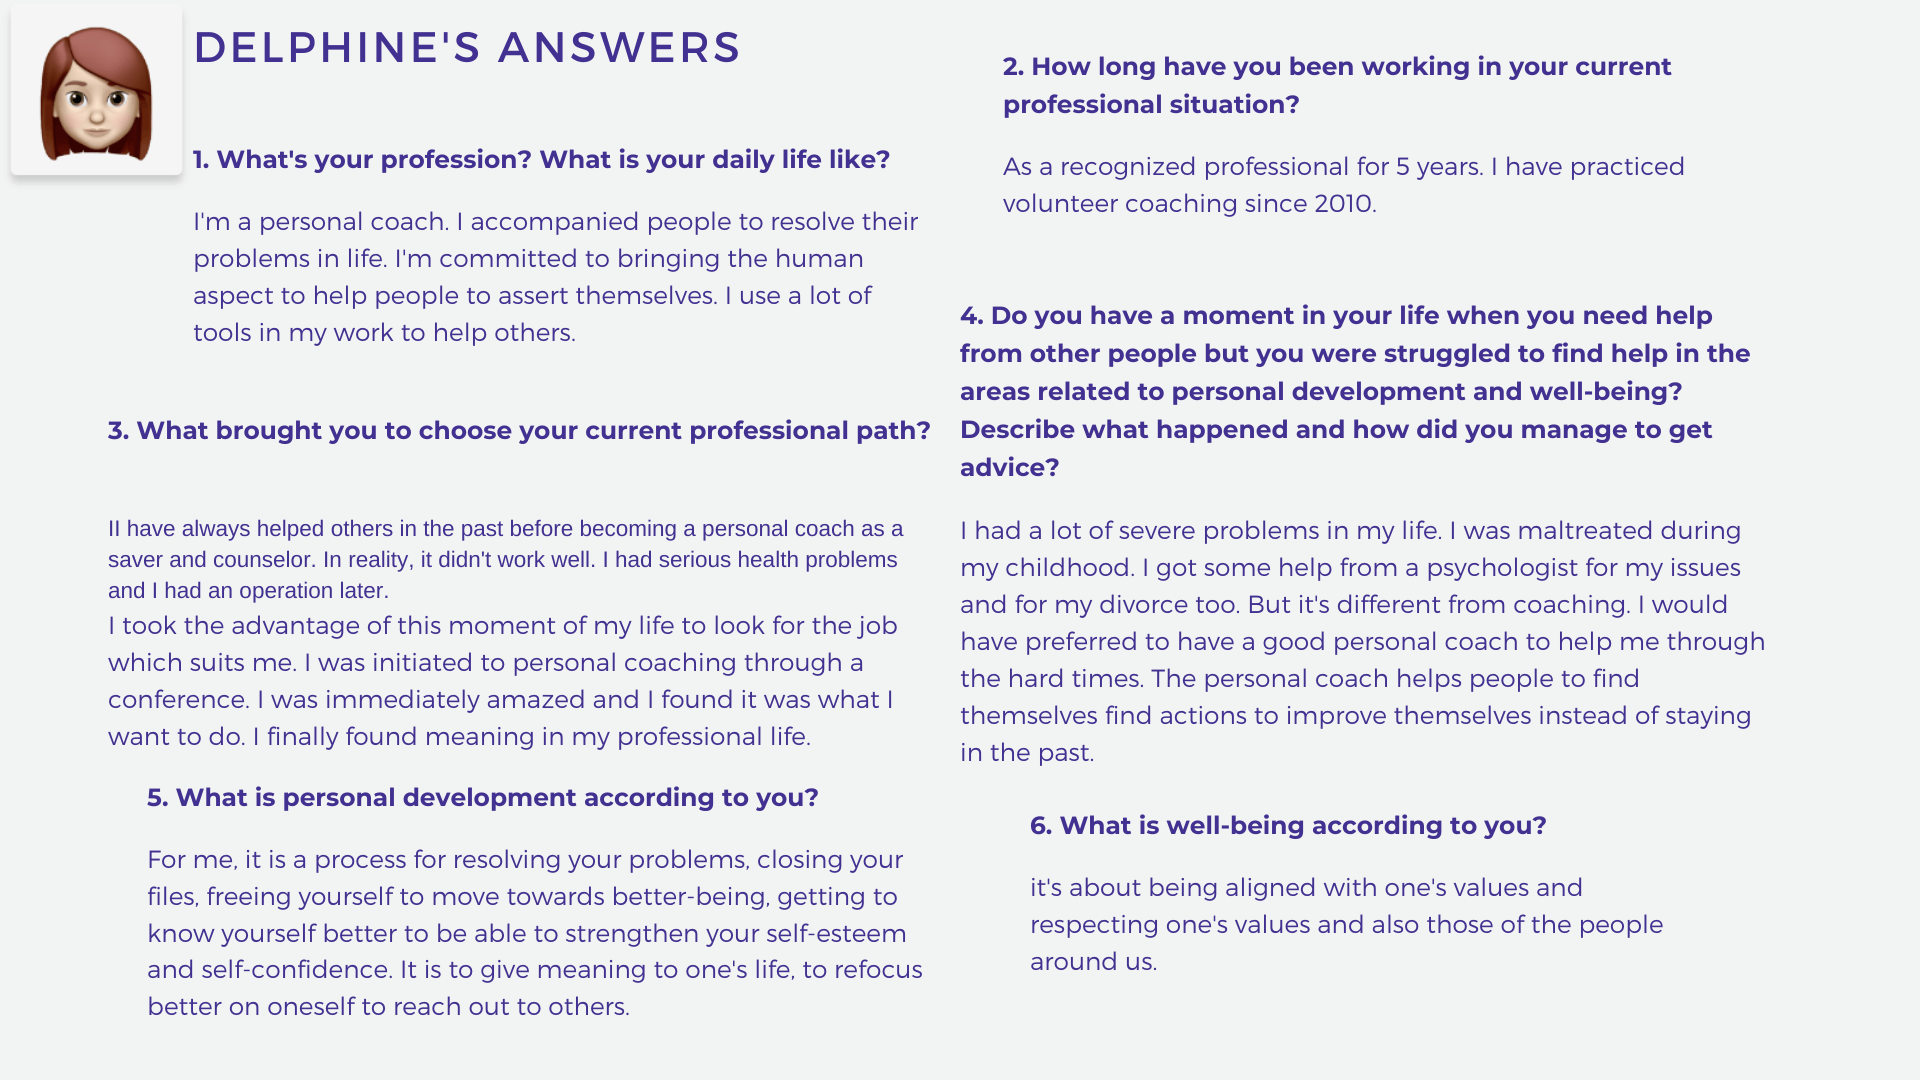 DELPHINE'S ANSWERS
1. What's your profession? What is your daily life like?
I'm a personal coach. I accompanied people to resolve their
problems in life. I'm committed to bringing the human
aspect to help people to assert themselves. I use a lot of
tools in my work to help others.
2. How long have you been working in your current
professional situation?
As a recognized professional for 5 years. I have practiced
volunteer coaching since 2010.
3. What brought you to choose your current professional path?
II have always helped others in the past before becoming a personal coach as a
saver and counselor. In reality, it didn't work well. I had serious health problems
and I had an operation later.
I took the advantage of this moment of my life to look for the job
which suits me. I was initiated to personal coaching through a
conference. I was immediately amazed and I found it was what I
want to do. I finally found meaning in my professional life.
4. Do you have a moment in your life when you need help
from other people but you were struggled to find help in the
areas related to personal development and well-being?
Describe what happened and how did you manage to get
advice?
I had a lot of severe problems in my life. I was maltreated during
my childhood. I got some help from a psychologist for my issues
and for my divorce too. But it's different from coaching. I would
have preferred to have a good personal coach to help me through
the hard times. The personal coach helps people to find
themselves find actions to improve themselves instead of staying
in the past.
5. What is personal development according to you?
For me, it is a process for resolving your problems, closing your
files, freeing yourself to move towards better-being, getting to
know yourself better to be able to strengthen your self-esteem
and self-confidence. It is to give meaning to one's life, to refocus
better on oneself to reach out to others.
6. What is well-being according to you?
it's about being aligned with one's values and
respecting one's values and also those of the people
around us.